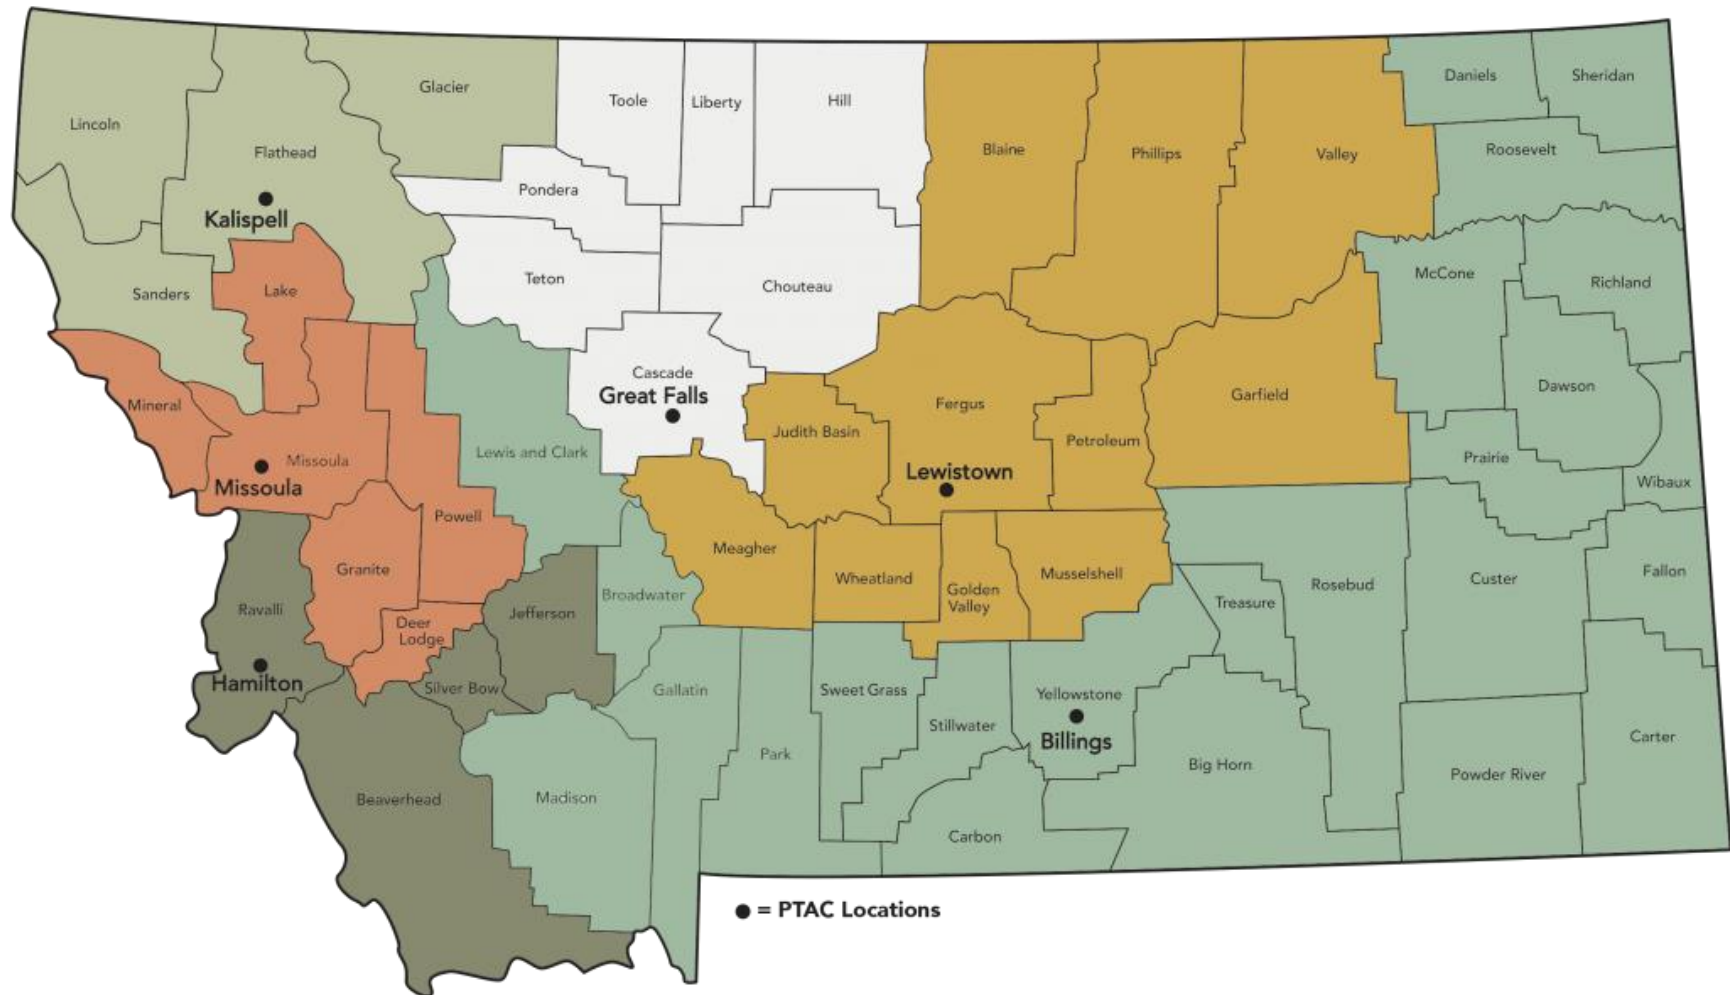 Daniels
Sheridan
Glacier
Toole
Liberty
Hill
Lincoln
Flathead
Blaine
Phillips
Valley
Roosevelt
Pondera
Kalispell
Teton
Chouteau
McCone
Richland
Sanders
Lake
Cascade
Great Falls
Dawson
Garfield
Mineral
Fergus
Judith Basin
Petroleum
Lewis and Clark
Missoula
Missoula
Lewistown
Prairie
Wibaux
Powell
Meagher
Granite
Wheatland
Golden
Valley
Musselshell
Rosebud
Custer
Fallon
Ravalli
Deer
Lodge
Jefferson
Broadwater
Treasure
Hamilton
Silver Bow
Gallatin
Sweet Grass
Yellowstone
Stillwater
Billings
Park
Big Horn
Carter
Powder River
Beaverhead
Madison
Carbon
= PTAC Locations